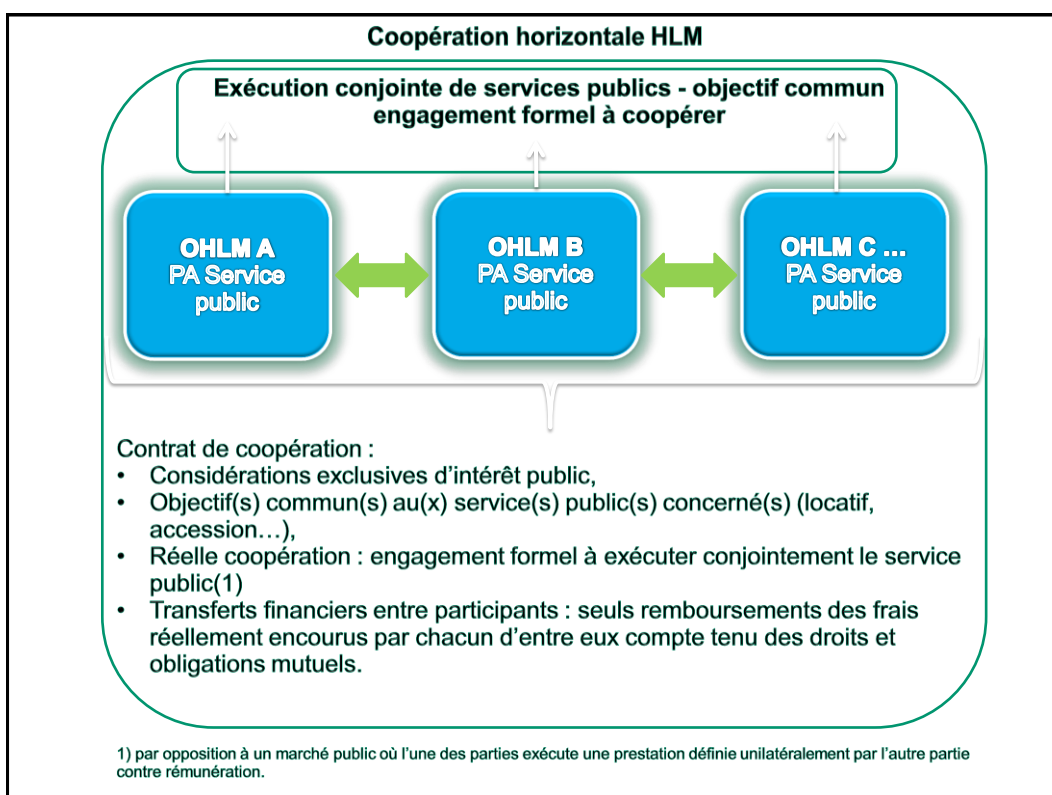 Coopération horizontale HLM
Exécution conjointe de services publics - objectif commun
engagement formel à coopérer
OHLM A
PA Service
public
OHLM B
PA Service
public
OHLM C ...
PA Service
public
Contrat de coopération :
• Considérations exclusives d’intérêt public,
• Objectif(s) commun(s) au(x) service(s) public(s) concerné(s) (locatif,
accession…),
• Réelle coopération : engagement formel à exécuter conjointement le service
public(1)
• Transferts financiers entre participants : seuls remboursements des frais
réellement encourus par chacun d’entre eux compte tenu des droits et
obligations mutuels.
1) par opposition à un marché public où l’une des parties exécute une prestation définie unilatéralement par l’autre partie
contre rémunération.